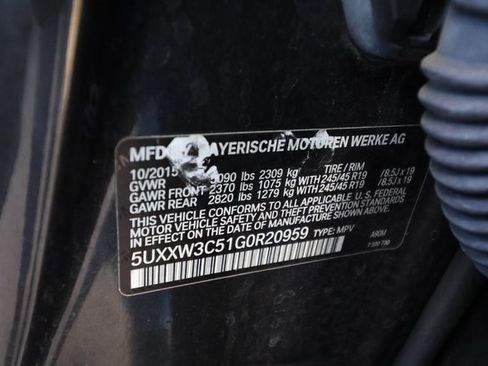 MFD BAYERISCHE MOTOREN WERKE AG
10/2015 TIRE / RIM
GVWR 5090 lbs 2309 kg
GAWR FRONT 2370 lbs 1075 kg WITH 245/45 R19 /8.5J x 19
GAWR REAR 2820 lbs 1279 kg WITH 245/45 R19 /8.5J x 19
THIS VEHICLE CONFORMS TO ALL APPLICABLE U.S. FEDERAL
MOTOR VEHICLE SAFETY AND THEFT PREVENTION STANDARDS
IN EFFECT ON THE DATE OF MANUFACTURE SHOWN ABOVE.
5UXXW3C51G0R20959 TYPE: MPV A90M